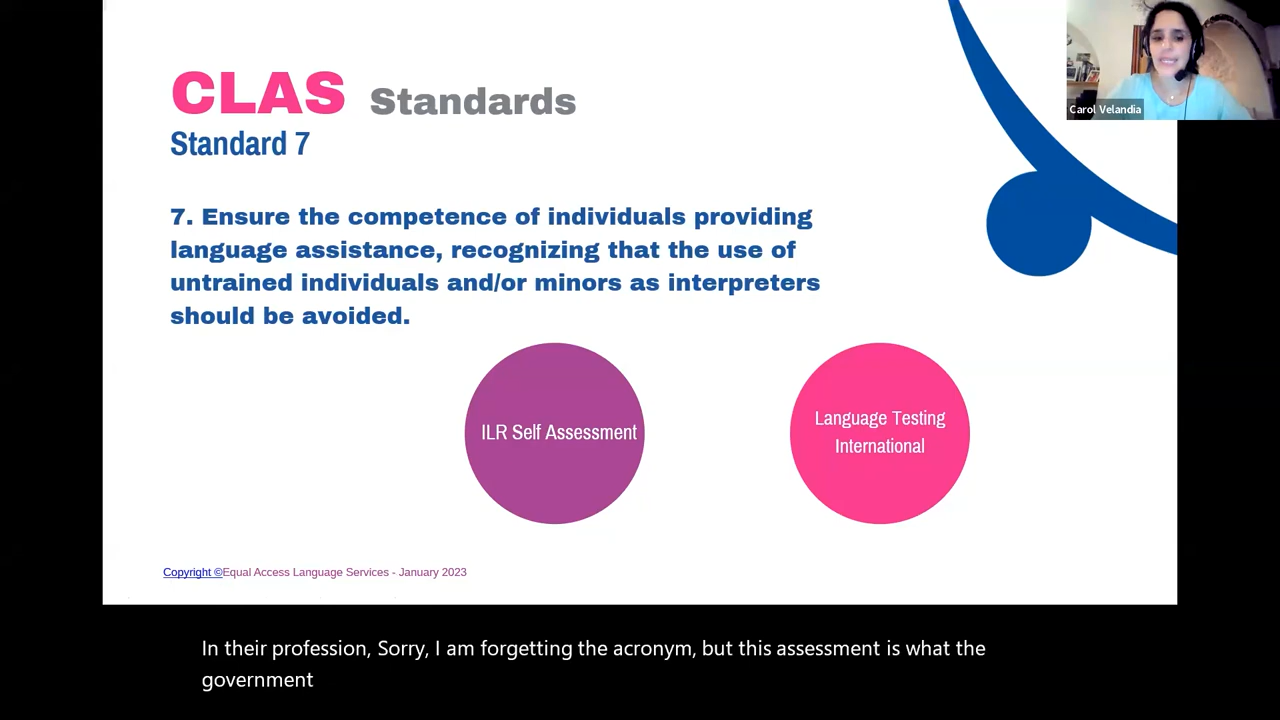 CLAS Standards
Standard 7
7. Ensure the competence of individuals providing
language assistance, recognizing that the use of
untrained individuals and/or minors as interpreters
should be avoided.
ILR Self Assessment
Language Testing
International
Copyright ©Equal Access Language Services - January 2023
Carol Velandia
In their profession, Sorry, I am forgetting the acronym, but this assessment is what the
government